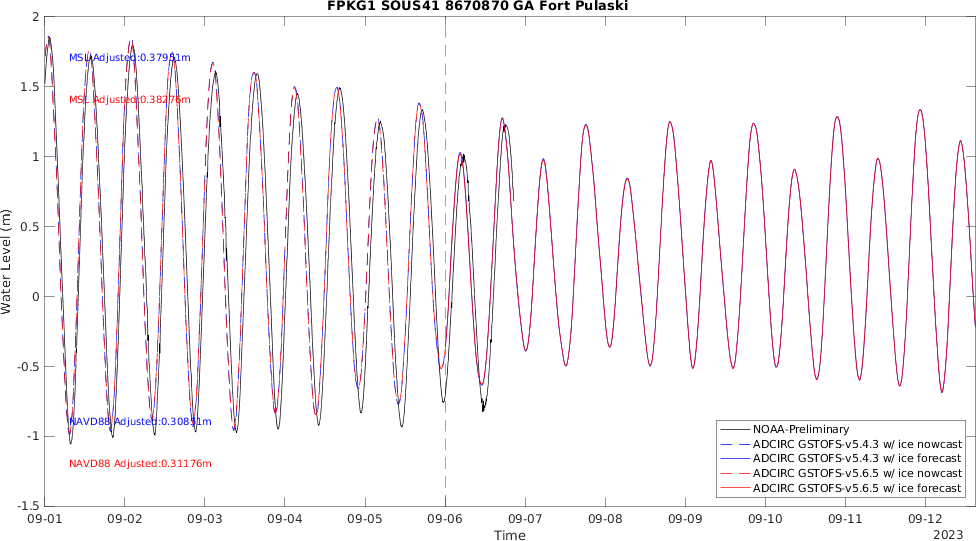 FPKG1 SOUS41 8670870 GA Fort Pulaski
Water Level (m)
2
1.5
1
0.5
0
-0.5
-1
-1.5
MSL Adjusted:0.37951m
MSL Adjusted:0.38276m
NAVD88 Adjusted:0.30851m
NAVD88 Adjusted:0.31176m
NOAA-Preliminary
ADCIRC GSTOFS-v5.4.3 w/ ice nowcast
ADCIRC GSTOFS-v5.4.3 w/ ice forecast
ADCIRC GSTOFS-v5.6.5 w/ ice nowcast
ADCIRC GSTOFS-v5.6.5 w/ ice forecast
09-01 09-02 09-03 09-04 09-05 09-06 09-07 09-08 09-09 09-10 09-11 09-12
Time
2023